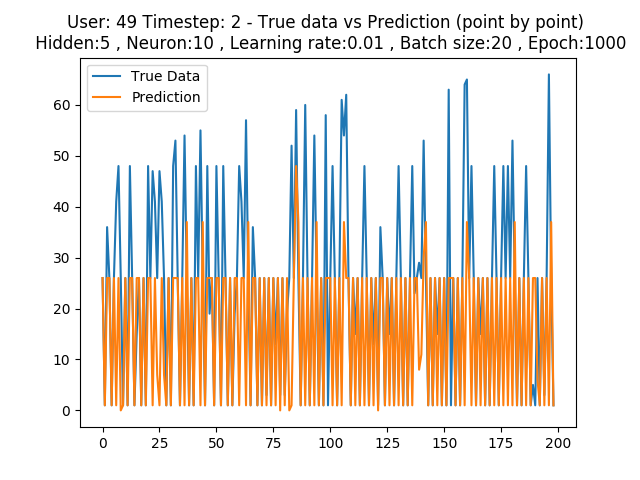 User: 49 Timestep: 2 - True data vs Prediction (point by point)
Hidden:5 , Neuron:10 , Learning rate:0.01 , Batch size:20 , Epoch:1000
True Data
Prediction
60
50
40
30
20
10
0
0 25 50 75 100 125 150 175 200